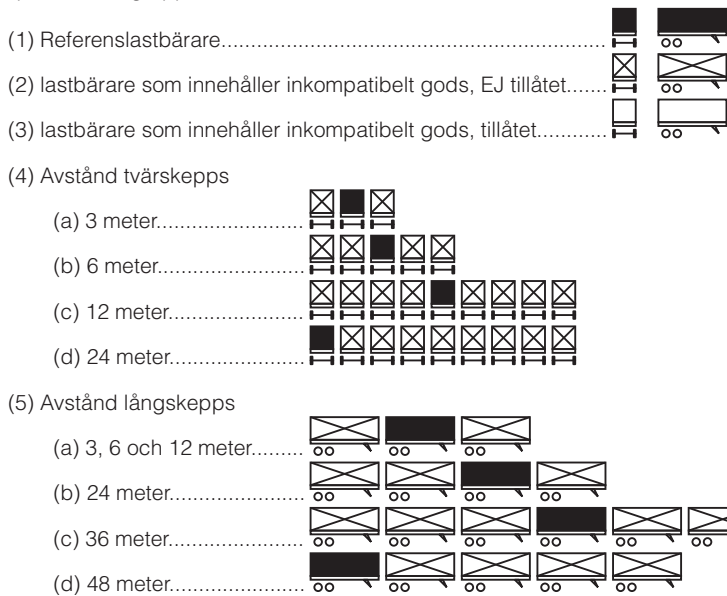 (1) Referenslastbärare.............................................................
(2) lastbärare som innehåller inkompatibelt gods, EJ tillåtet.......
(3) lastbärare som innehåller inkompatibelt gods, tillåtet............
(4) Avstånd tvärskepps
(a) 3 meter........................
(b) 6 meter........................
(c) 12 meter......................
(d) 24 meter......................
(5) Avstånd långskepps
(a) 3, 6 och 12 meter.........
(b) 24 meter......................
(c) 36 meter......................
(d) 48 meter......................